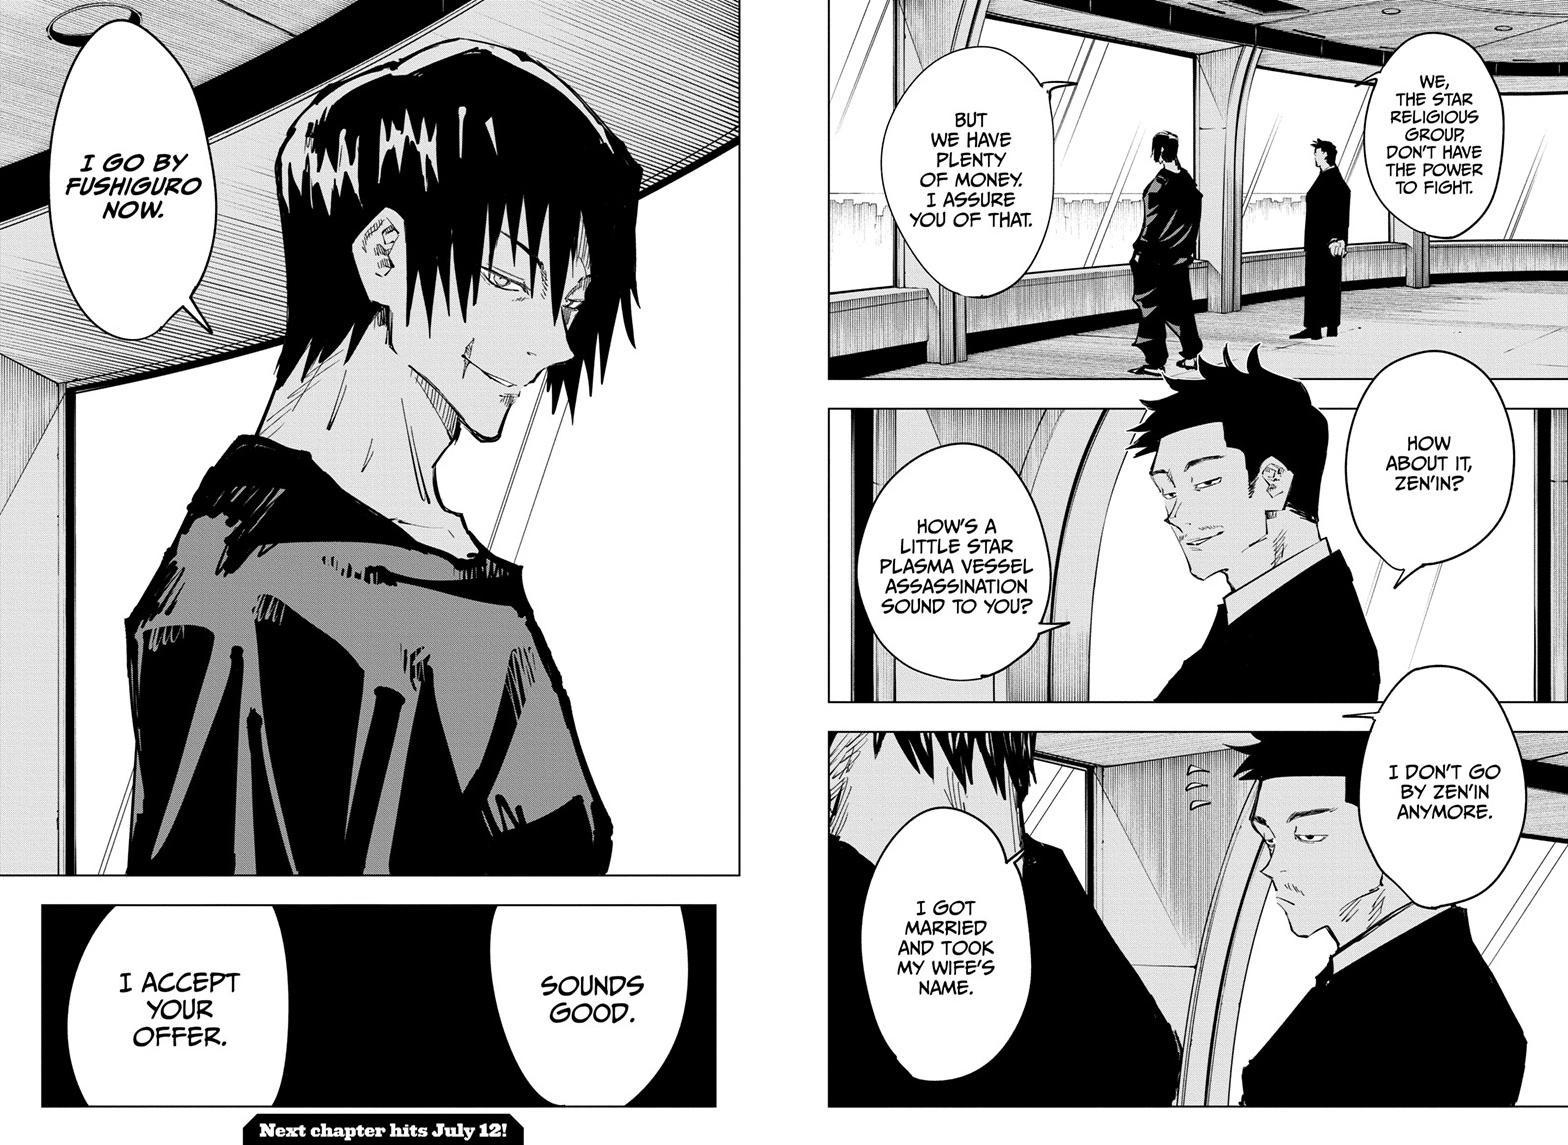 WE,
THE STAR
RELIGIOUS
GROUP,
DON'T HAVE
THE POWER
TO FIGHT.
BUT
WE HAVE
PLENTY
OF MONEY.
I ASSURE
YOU OF THAT.
HOW
ABOUT IT,
ZEN'IN?
HOW'S A
LITTLE STAR
PLASMA VESSEL
ASSASSINATION
SOUND TO YOU?
I DON'T GO
BY ZEN'IN
ANYMORE.
I GOT
MARRIED
AND TOOK
MY WIFE'S
NAME.
I GO BY
FUSHIGURO
NOW.
SOUNDS
GOOD.
I ACCEPT
YOUR
OFFER.
Next chapter hits July 12!